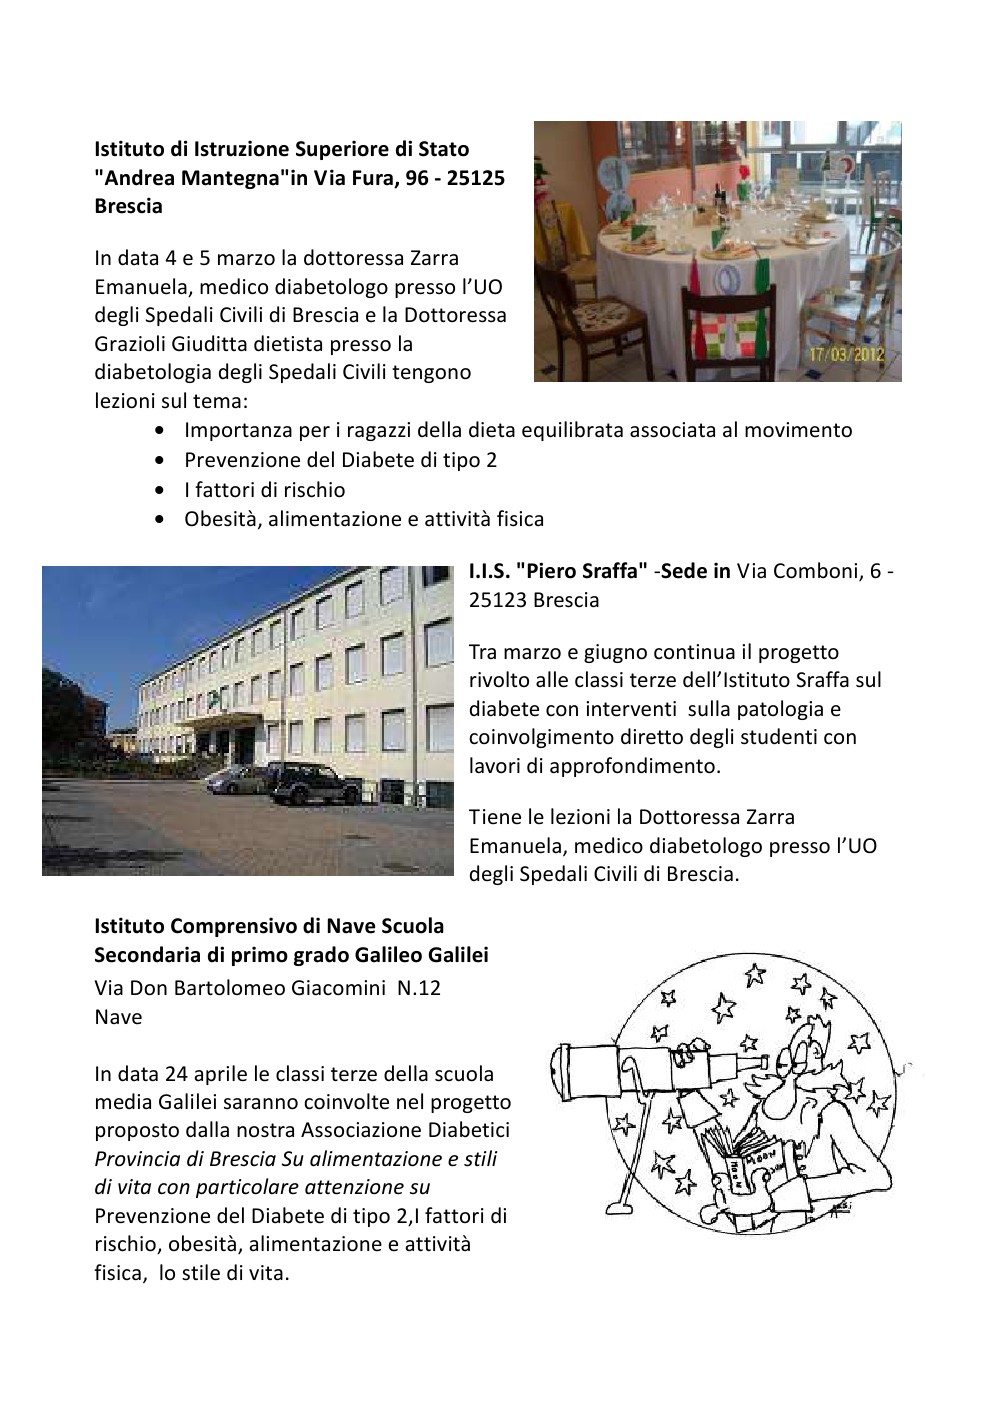 Istituto di Istruzione Superiore di Stato
"Andrea Mantegna"in Via Fura, 96 - 25125
Brescia
In data 4 e 5 marzo la dottoressa Zarra
Emanuela, medico diabetologo presso l’UO
degli Spedali Civili di Brescia e la Dottoressa
Grazioli Giuditta dietista presso la
diabetologia degli Spedali Civili tengono
lezioni sul tema:
17/03/2012
• Importanza per i ragazzi della dieta equilibrata associata al movimento
• Prevenzione del Diabete di tipo 2
• I fattori di rischio
• Obesità, alimentazione e attività fisica
I.I.S. "Piero Sraffa" -Sede in Via Comboni, 6 -
25123 Brescia
Tra marzo e giugno continua il progetto
rivolto alle classi terze dell’Istituto Sraffa sul
diabete con interventi  sulla patologia e
coinvolgimento diretto degli studenti con
lavori di approfondimento.
Tiene le lezioni la Dottoressa Zarra
Emanuela, medico diabetologo presso l’UO
degli Spedali Civili di Brescia.
Istituto Comprensivo di Nave Scuola
Secondaria di primo grado Galileo Galilei
Via Don Bartolomeo Giacomini  N.12
Nave
In data 24 aprile le classi terze della scuola
media Galilei saranno coinvolte nel progetto
proposto dalla nostra Associazione Diabetici
Provincia di Brescia Su alimentazione e stili
di vita con particolare attenzione su
Prevenzione del Diabete di tipo 2,I fattori di
rischio, obesità, alimentazione e attività
fisica,  lo stile di vita.
MOON